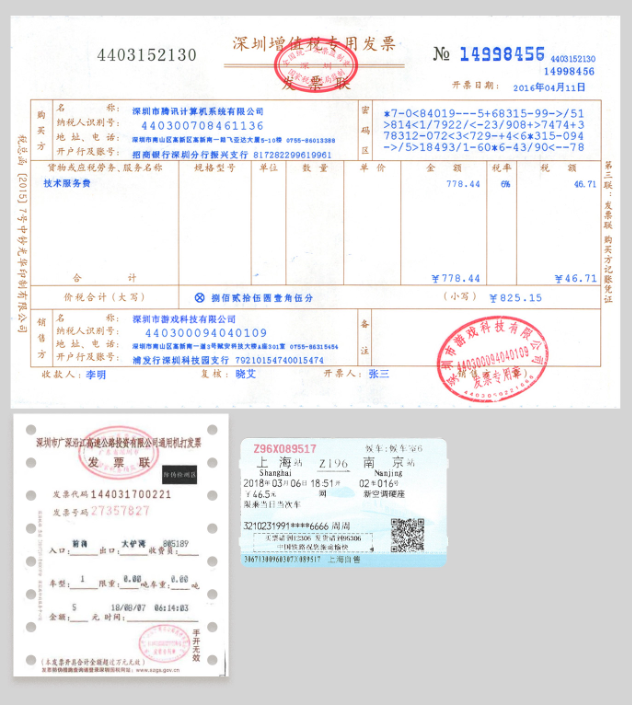 4403152130
深圳增值税专用发票
发票联
№ 14998456
4403152130
14998456
开票日期: 2016年04月11日
税总函 [2015] 7号中钞光华印制有限公司
购买方
名 称: 深圳市腾讯计算机系统有限公司
纳税人识别号: 440300708461136
地 址、电 话: 深圳市南山区高新区高新南一路飞亚达大厦5-10楼 0755-86013388
开户行及账号: 招商银行深圳分行振兴支行 817282299619961
密码区
*7-0<84019---5+68315-99->/51
>814<1/7922/<-23/908+>7474+3
78312-072<3<729-+4<6*315-094
->/5>18493/1-60*6-43/90<--78
货物或应税劳务、服务名称 规格型号 单位 数 量 单 价 金 额 税率 税 额
技术服务费 778.44 6% 46.71
合 计 ￥778.44 ￥46.71
价税合计（大写） ⊗ 捌佰贰拾伍圆壹角伍分 （小写）￥825.15
销售方
名 称: 深圳市游戏科技有限公司
纳税人识别号: 440300094040109
地 址、电 话: 深圳市南山区高新南一道3号赋安科技大楼A座301室 0755-86315454
开户行及账号: 浦发行深圳科技园支行 79210154740015474
备注
收款人: 李明 复核: 晓艾 开票人: 张三
深圳市游戏科技有限公司
440300094040109
发票专用章
第三联: 发票联 购买方记账凭证
深圳市广深沿江高速公路投资有限公司通用机打发票
发票联
发票代码 144031700221
发票号码 27357827
入口: 前海 出口: 大铲湾 收费员: 005189
车型: 1 限重: 0.00 吨车重: 0.00 吨
金额: 5 元 时间: 18/08/07 06:14:03
手开无效
(本发票开具合计金额超过万元无效)
Z96X089517
上海站 Z196 南京站
Shanghai Nanjing
2018年03月06日 18:51开 02车016号
￥46.5元 网 新空调硬座
限乘当日当次车
3210231991****6666 周周
买票请到12306 发货请到95306
中国铁路祝您旅途愉快
上海自售